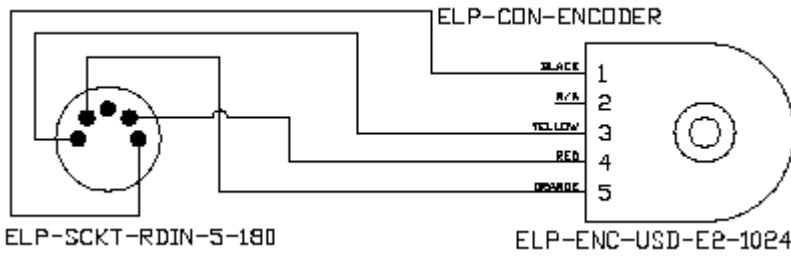 ELP-CON-ENCODER
BLACK 1
N/A 2
YELLOW 3
RED 4
ORANGE 5
ELP-SCKT-RDIN-5-180
ELP-ENC-USD-E2-1024